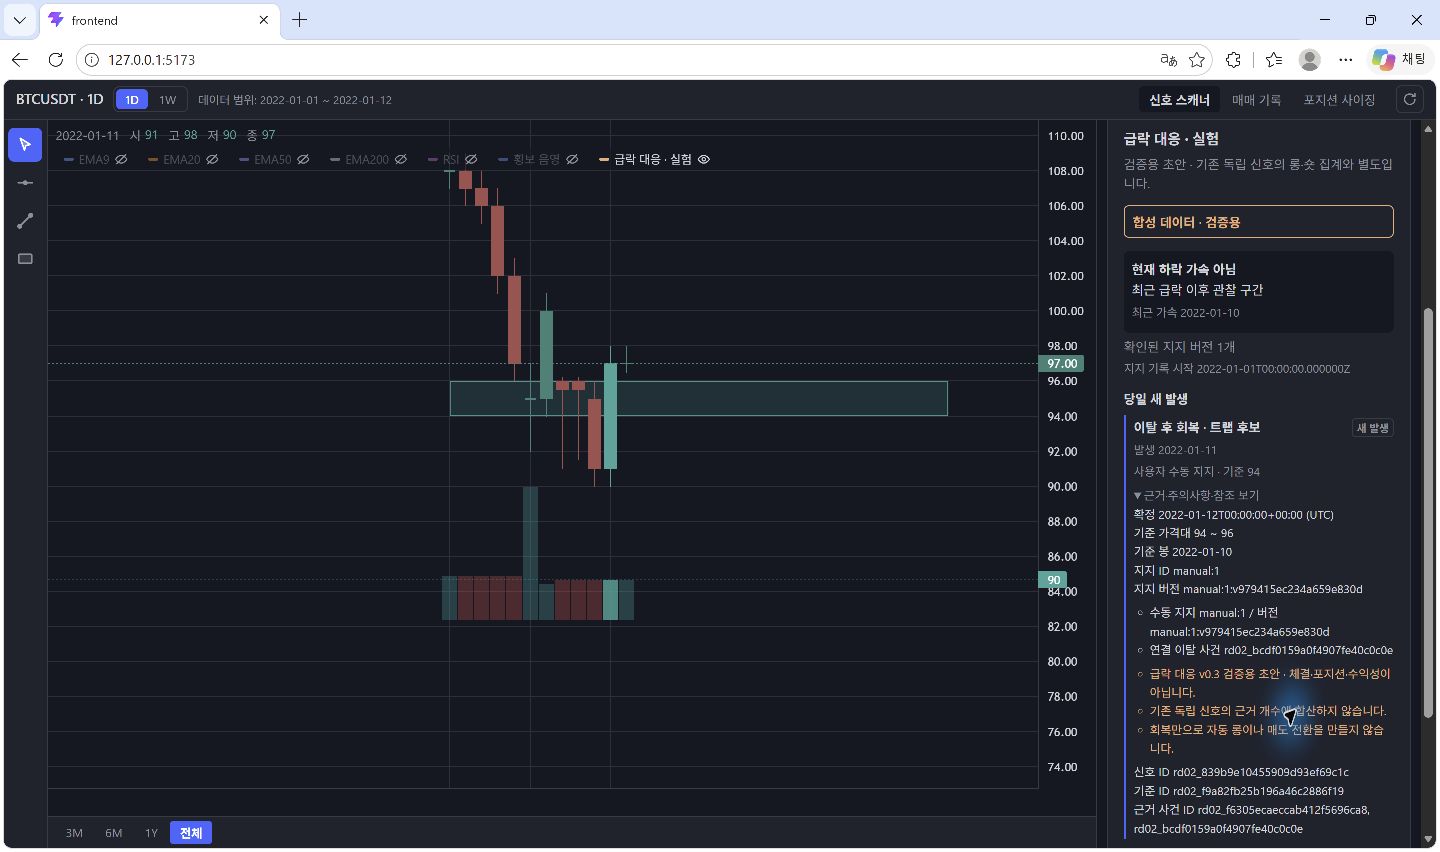 frontend
127.0.0.1:5173
채팅
BTCUSDT · 1D
1D
1W
데이터 범위: 2022-01-01 ~ 2022-01-12
신호 스캐너
매매 기록
포지션 사이징
2022-01-11 시 91 고 98 저 90 종 97
EMA9
EMA20
EMA50
EMA200
RSI
횡보 음영
급락 대응 · 실험
110.00
108.00
106.00
104.00
102.00
100.00
98.00
97.00
96.00
94.00
92.00
90.00
88.00
86.00
90
84.00
82.00
80.00
78.00
76.00
74.00
3M
6M
1Y
전체
급락 대응 · 실험
검증용 초안 · 기존 독립 신호의 롱·숏 집계와 별도입
니다.
합성 데이터 · 검증용
현재 하락 가속 아님
최근 급락 이후 관찰 구간
최근 가속 2022-01-10
확인된 지지 버전 1개
지지 기록 시작 2022-01-01T00:00:00.000000Z
당일 새 발생
이탈 후 회복 · 트랩 후보
새 발생
발생 2022-01-11
사용자 수동 지지 · 기준 94
▼근거·주의사항·참조 보기
확정 2022-01-12T00:00:00+00:00 (UTC)
기준 가격대 94 ~ 96
기준 봉 2022-01-10
지지 ID manual:1
지지 버전 manual:1:v979415ec234a659e830d
수동 지지 manual:1 / 버전
manual:1:v979415ec234a659e830d
연결 이탈 사건 rd02_bcdf0159a0f4907fe40c0c0e
급락 대응 v0.3 검증용 초안 · 체결·포지션·수익성이
아닙니다.
기존 독립 신호의 근거 개수에 합산하지 않습니다.
회복만으로 자동 롱이나 매도 전환을 만들지 않습
니다.
신호 ID rd02_839b9e10455909d93ef69c1c
기준 ID rd02_f9a82fb25b196a46c2886f19
근거 사건 ID rd02_f6305ecaeccab412f5696ca8,
rd02_bcdf0159a0f4907fe40c0c0e